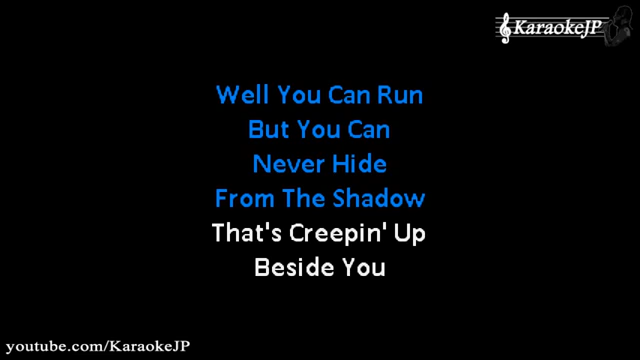 KaraokeJP
Well You Can Run
But You Can
Never Hide
From The Shadow
That's Creepin' Up
Beside You
youtube.com/KaraokeJP